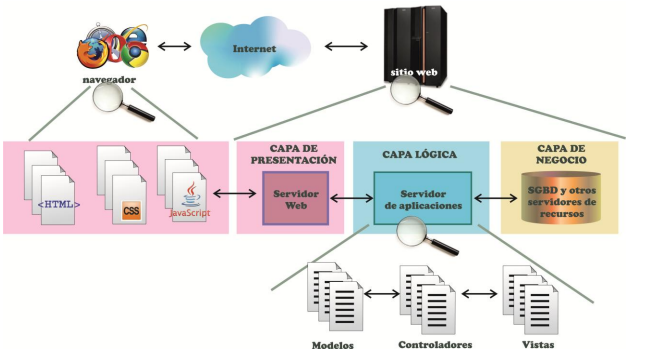 Internet
navegador
sitio web
CAPA DE
PRESENTACIÓN
CAPA LÓGICA
CAPA DE
NEGOCIO
<HTML>
CSS
JavaScript
Servidor
Web
Servidor
de aplicaciones
SGBD y otros
servidores de
recursos
Modelos
Controladores
Vistas